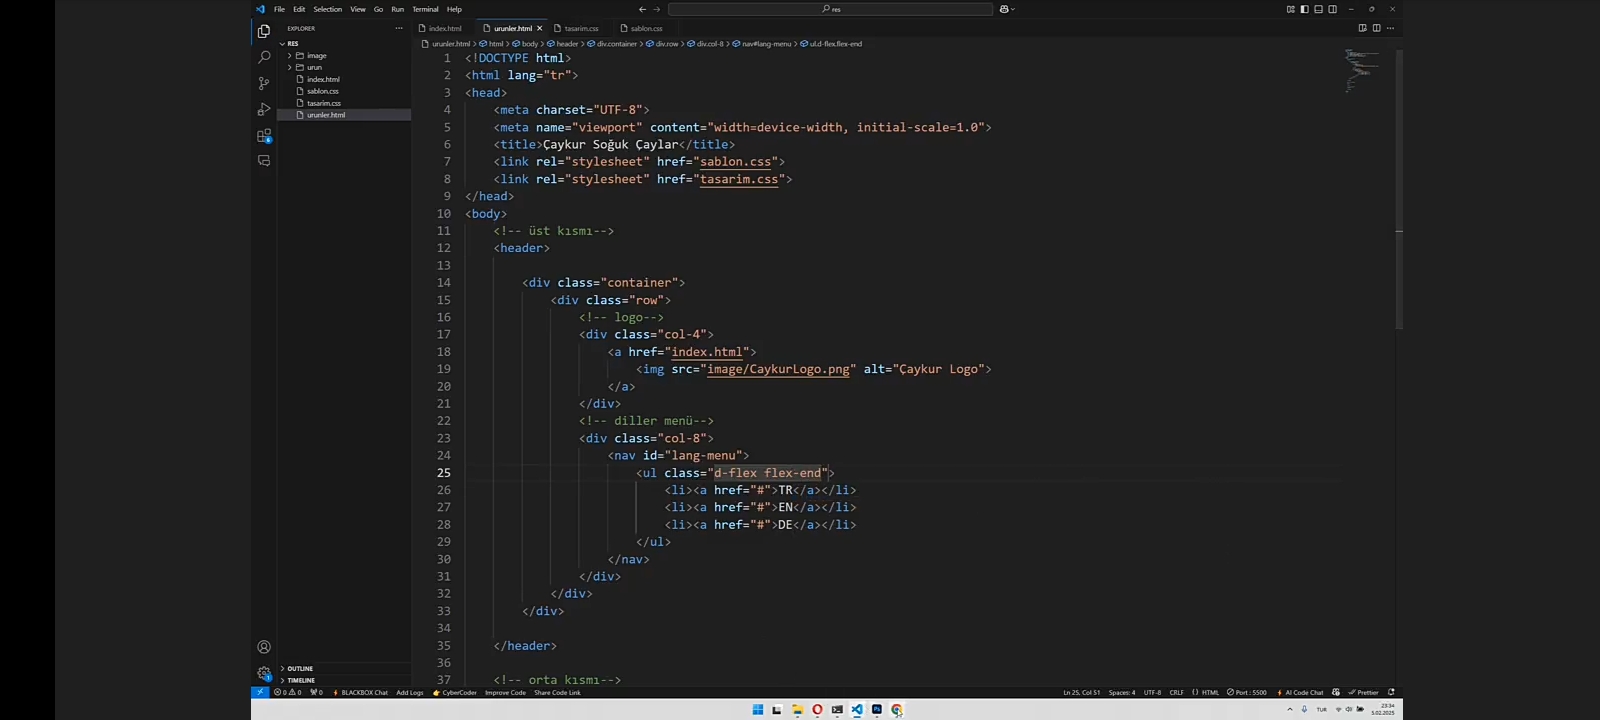 File Edit Selection View Go Run Terminal Help
res
EXPLORER
RES
image
urun
index.html
sablon.css
tasarim.css
urunler.html
index.html urunler.html tasarim.css sablon.css
urunler.html > html > body > header > div.container > div.row > div.col-8 > nav#lang-menu > ul.d-flex.flex-end
1 <!DOCTYPE html>
2 <html lang="tr">
3 <head>
4 <meta charset="UTF-8">
5 <meta name="viewport" content="width=device-width, initial-scale=1.0">
6 <title>Çaykur Soğuk Çaylar</title>
7 <link rel="stylesheet" href="sablon.css">
8 <link rel="stylesheet" href="tasarim.css">
9 </head>
10 <body>
11 <!-- üst kısmı-->
12 <header>
13
14 <div class="container">
15 <div class="row">
16 <!-- logo-->
17 <div class="col-4">
18 <a href="index.html">
19 <img src="image/CaykurLogo.png" alt="Çaykur Logo">
20 </a>
21 </div>
22 <!-- diller menü-->
23 <div class="col-8">
24 <nav id="lang-menu">
25 <ul class="d-flex flex-end">
26 <li><a href="#">TR</a></li>
27 <li><a href="#">EN</a></li>
28 <li><a href="#">DE</a></li>
29 </ul>
30 </nav>
31 </div>
32 </div>
33 </div>
34
35 </header>
36
37 <!-- orta kısmı-->
OUTLINE
TIMELINE
0 0 0 BLACKBOX Chat Add Logs CyberCoder Improve Code Share Code Link
Ln 25, Col 51 Spaces: 4 UTF-8 CRLF {} HTML Port : 5500 AI Code Chat Prettier
TUR
23:34
5.02.2025